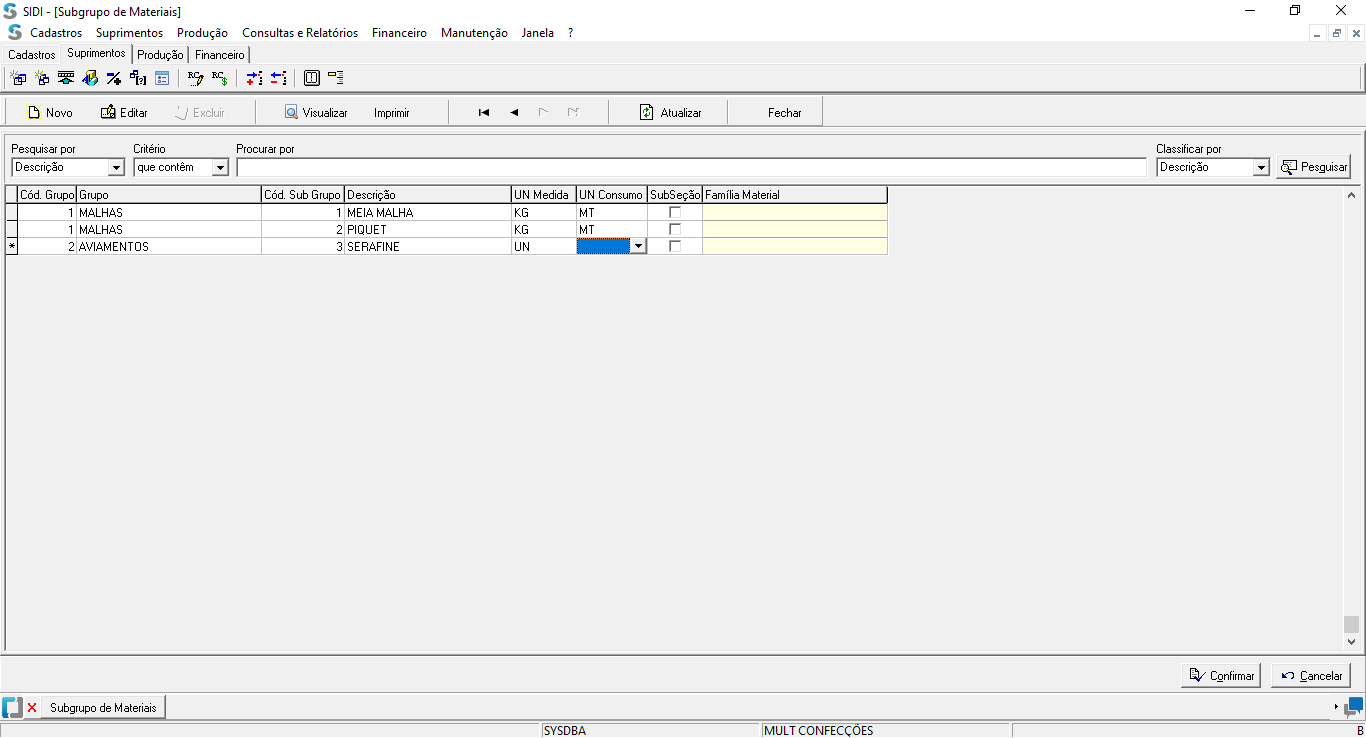 SIDI - [Subgrupo de Materiais]
Cadastros Suprimentos Produção Consultas e Relatórios Financeiro Manutenção Janela ?
Cadastros Suprimentos Produção Financeiro
Novo Editar Excluir Visualizar Imprimir Atualizar Fechar
Pesquisar por Critério Procurar por Classificar por
Descrição que contêm Descrição Pesquisar
Cód. Grupo Grupo Cód. Sub Grupo Descrição UN Medida UN Consumo SubSeção Família Material
1 MALHAS 1 MEIA MALHA KG MT
1 MALHAS 2 PIQUET KG MT
* 2 AVIAMENTOS 3 SERAFINE UN
Confirmar Cancelar
Subgrupo de Materiais
SYSDBA MULT CONFECÇÕES B